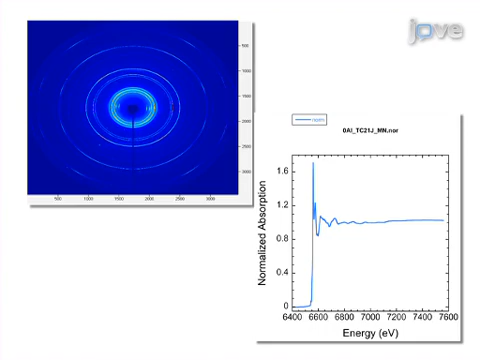 jove
500
1000
1500
2000
2500
3000
500 1000 1500 2000 2500 3000
norm
0Al_TC21J_MN.nor
1.6
1.2
0.8
0.4
0
Normalized Absorption
6400 6600 6800 7000 7200 7400 7600
Energy (eV)